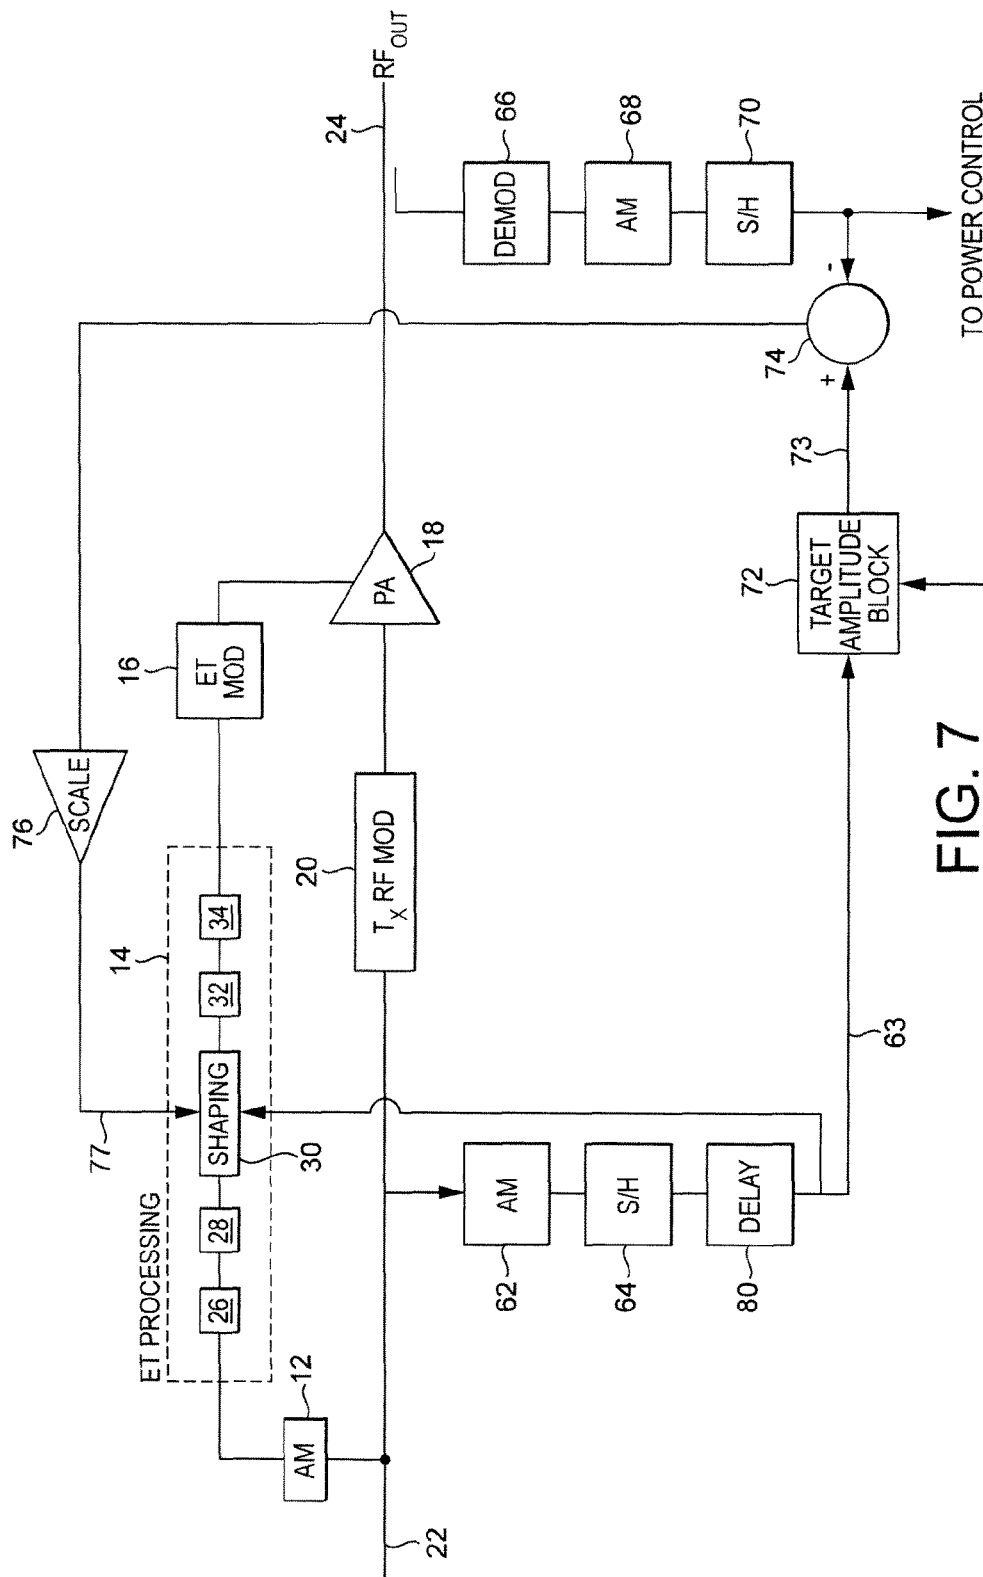 76
SCALE
77
ET PROCESSING
14
26
28
SHAPING
30
32
34
16
ET
MOD
12
AM
22
20
TX RF MOD
PA
18
24
RFOUT
62
AM
64
S/H
80
DELAY
63
72
TARGET
AMPLITUDE
BLOCK
73
+
-
74
DEMOD
66
AM
68
S/H
70
TO POWER CONTROL
FIG. 7